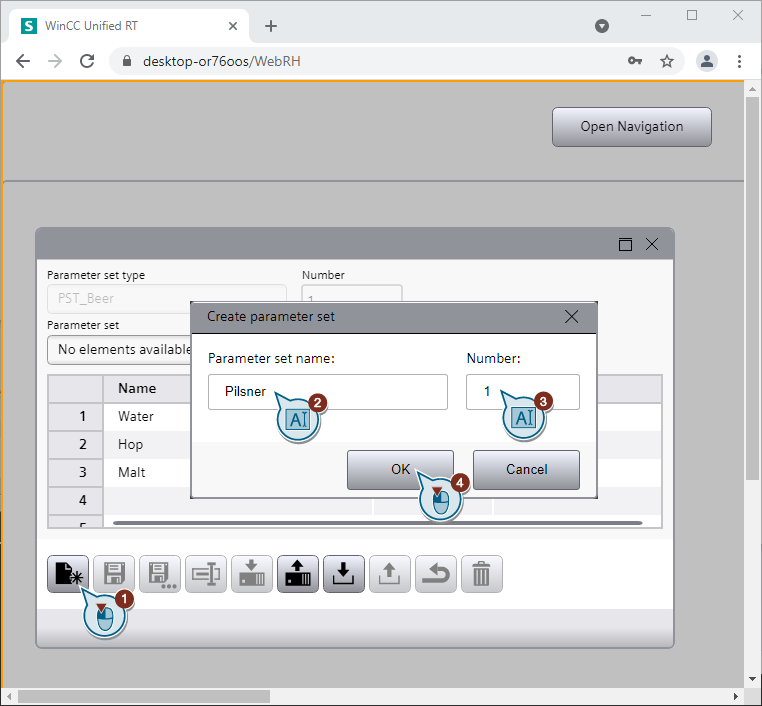 S WinCC Unified RT
desktop-or76oos/WebRH
Open Navigation
Parameter set type
Number
PST_Beer
1
Parameter set
No elements available
Create parameter set
Parameter set name:
Number:
Pilsner
1
AI 2
AI 3
OK
Cancel
4
Name
1 Water
2 Hop
3 Malt
4
5
1